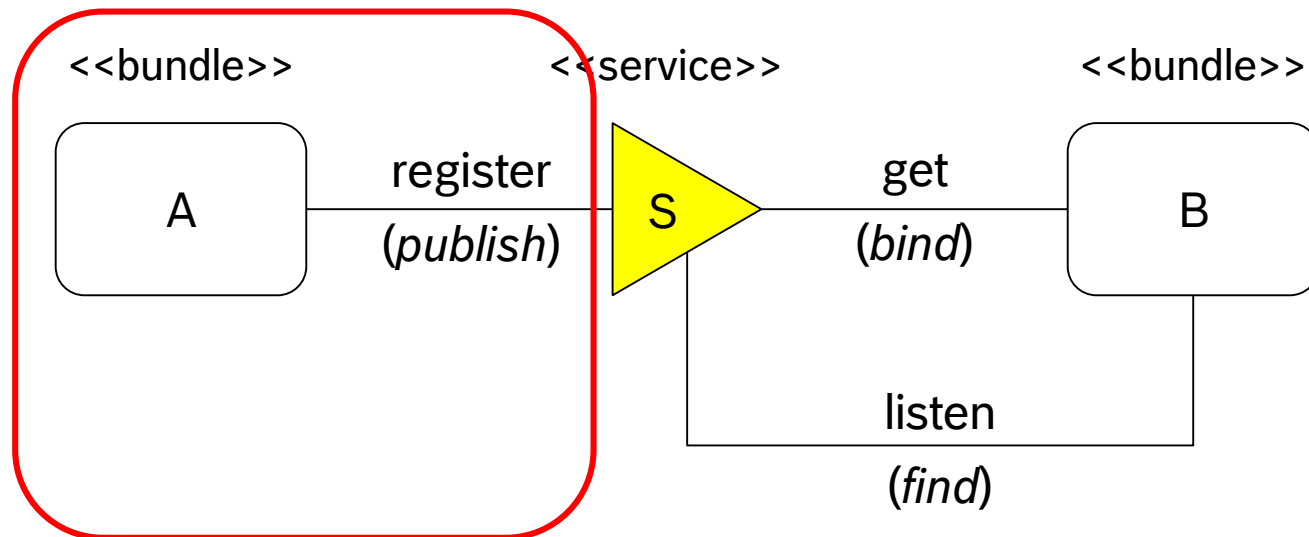 <<bundle>>
<<service>>
<<bundle>>
A
register
(publish)
S
get
(bind)
B
listen
(find)